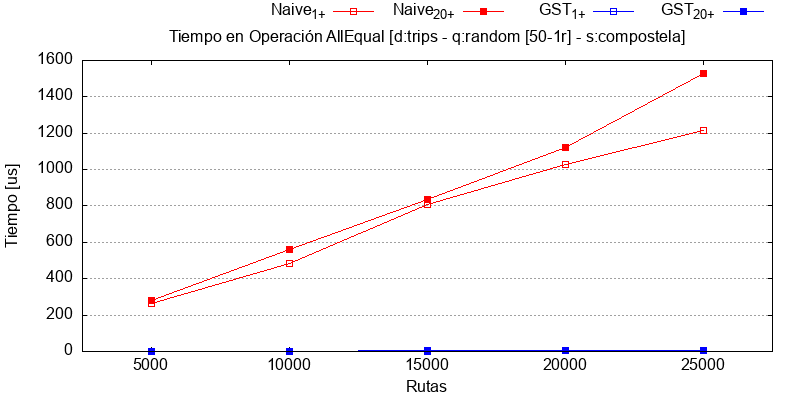 Naive1+ Naive20+ GST1+ GST20+
Tiempo en Operación AllEqual [d:trips - q:random [50-1r] - s:compostela]
1600
1400
1200
1000
800
600
400
200
0
Tiempo [us]
5000 10000 15000 20000 25000
Rutas